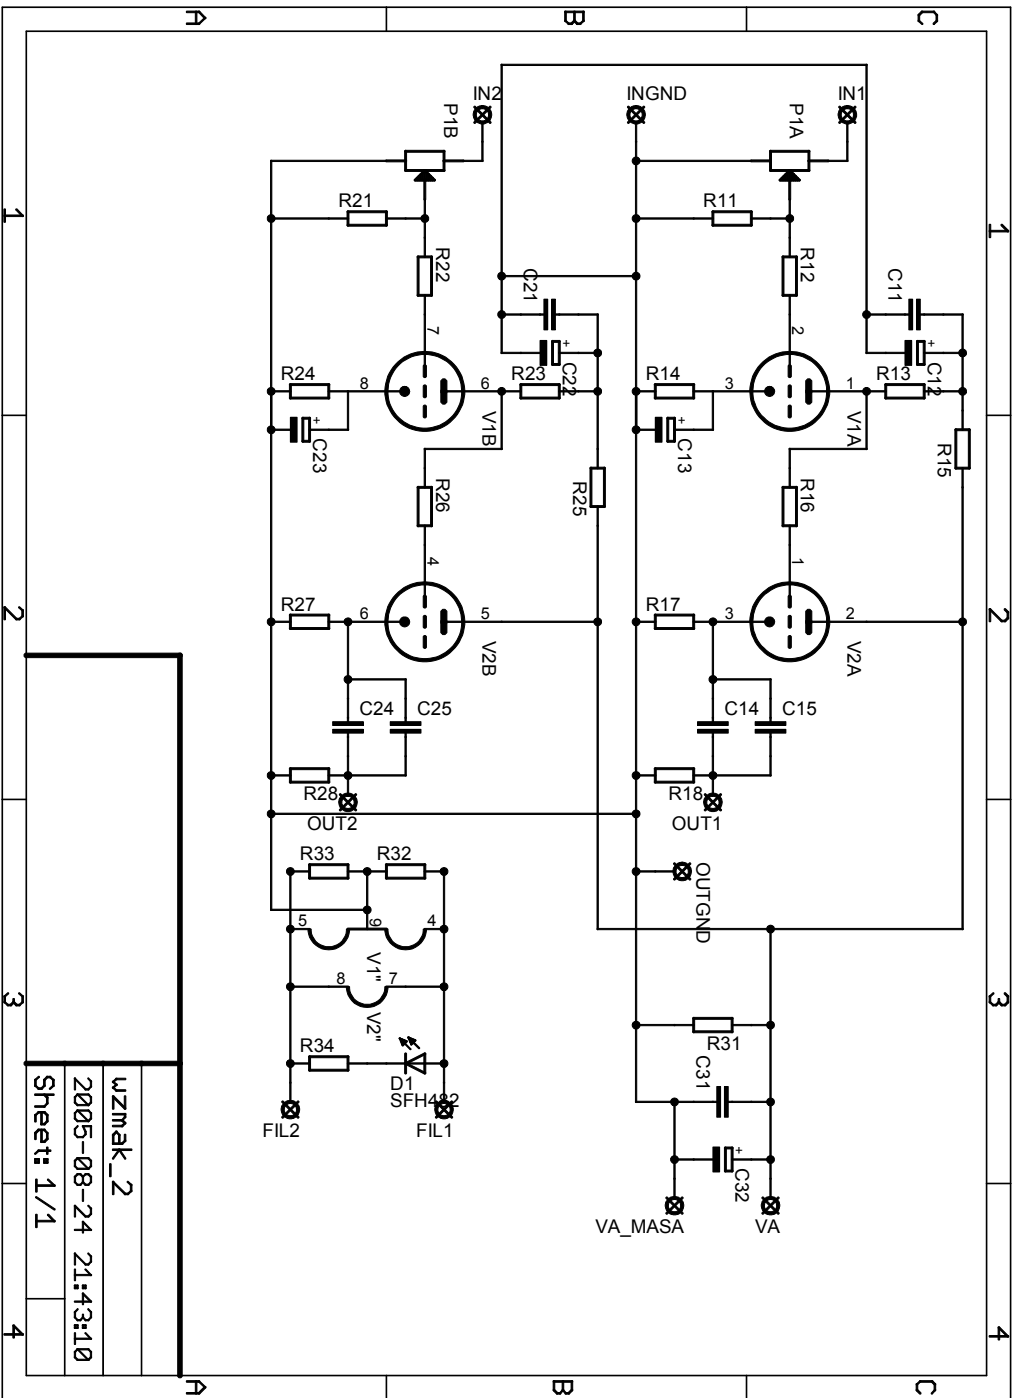 A
B
C
1
2
3
4
1
2
3
4
A
B
C
IN2
INGND
IN1
P1B
P1A
R21
R11
R22
R12
C21
C11
7
2
C22
C12
R24
8
6
R23
R14
3
1
R13
V1B
V1A
C23
C13
R15
R25
R26
R16
4
1
R27
6
5
R17
3
2
V2B
V2A
C24
C25
C14
C15
R28
R18
OUT2
OUT1
R33
R32
OUTGND
5
9
4
V1"
8
7
V2"
R34
D1
SFH482
R31
C31
C32
FIL2
FIL1
VA_MASA
VA
+
+
+
+
+
wzmak_2
2005-08-24 21:43:10
Sheet: 1/1